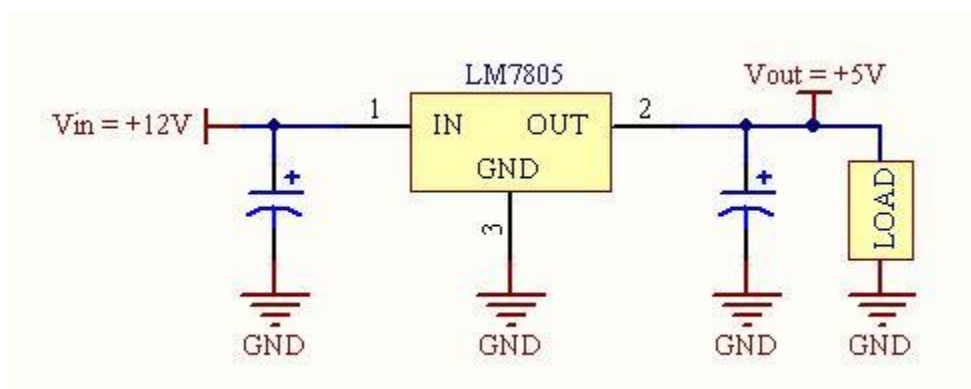 LM7805
Vout = +5V
Vin = +12V
1
IN
OUT
2
GND
+
+
3
LOAD
GND
GND
GND
GND